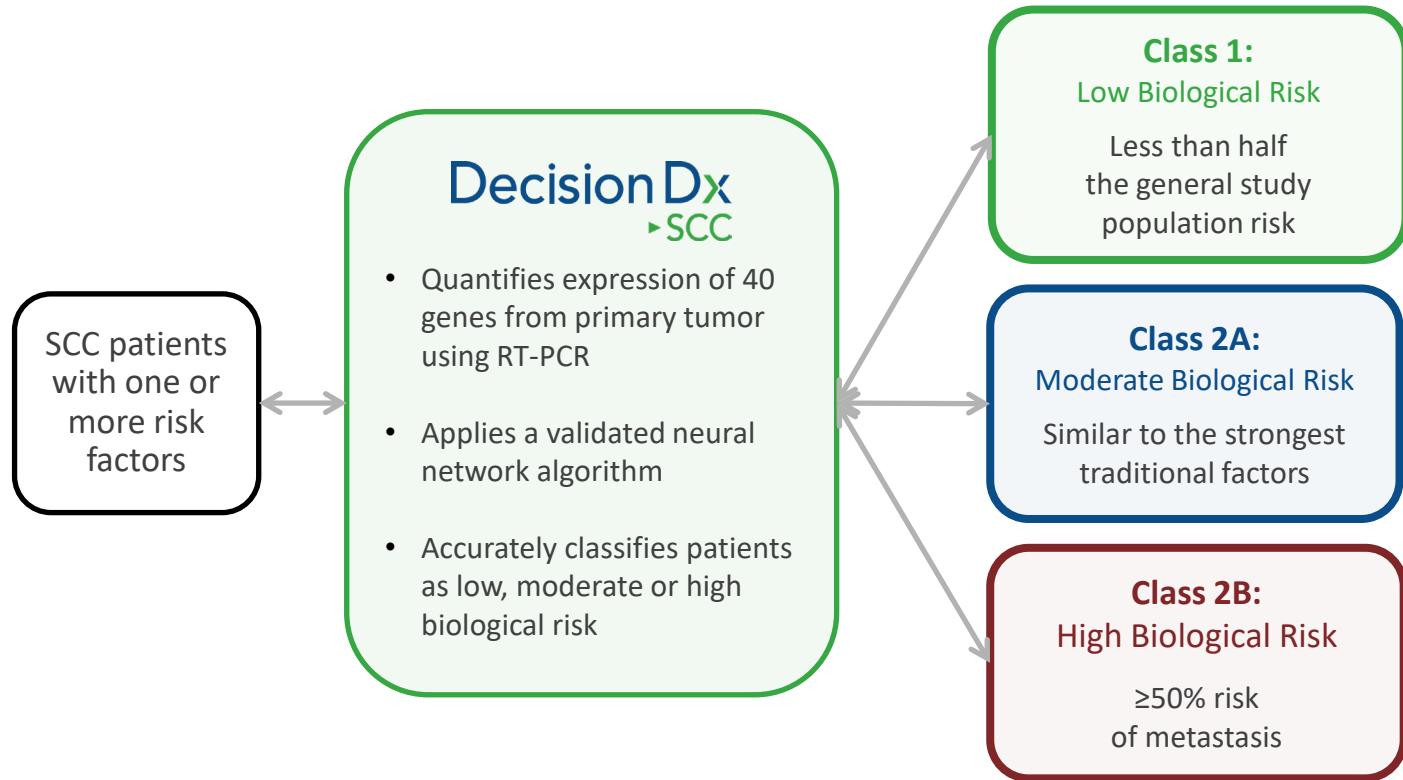 SCC patients
with one or
more risk
factors
DecisionDx
▸SCC
• Quantifies expression of 40
genes from primary tumor
using RT-PCR
• Applies a validated neural
network algorithm
• Accurately classifies patients
as low, moderate or high
biological risk
Class 1:
Low Biological Risk
Less than half
the general study
population risk
Class 2A:
Moderate Biological Risk
Similar to the strongest
traditional factors
Class 2B:
High Biological Risk
≥50% risk
of metastasis